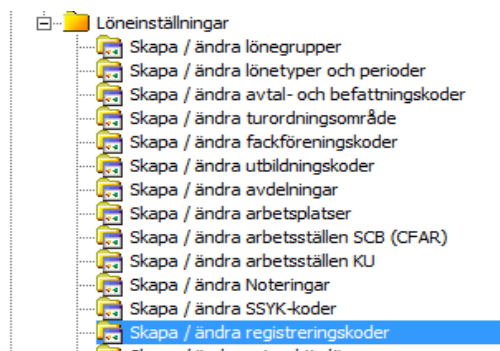 Löneinställningar
Skapa / ändra lönegrupper
Skapa / ändra lönetyper och perioder
Skapa / ändra avtal- och befattningskoder
Skapa / ändra turordningsområde
Skapa / ändra fackföreningskoder
Skapa / ändra utbildningskoder
Skapa / ändra avdelningar
Skapa / ändra arbetsplatser
Skapa / ändra arbetsställen SCB (CFAR)
Skapa / ändra arbetsställen KU
Skapa / ändra Noteringar
Skapa / ändra SSYK-koder
Skapa / ändra registreringskoder